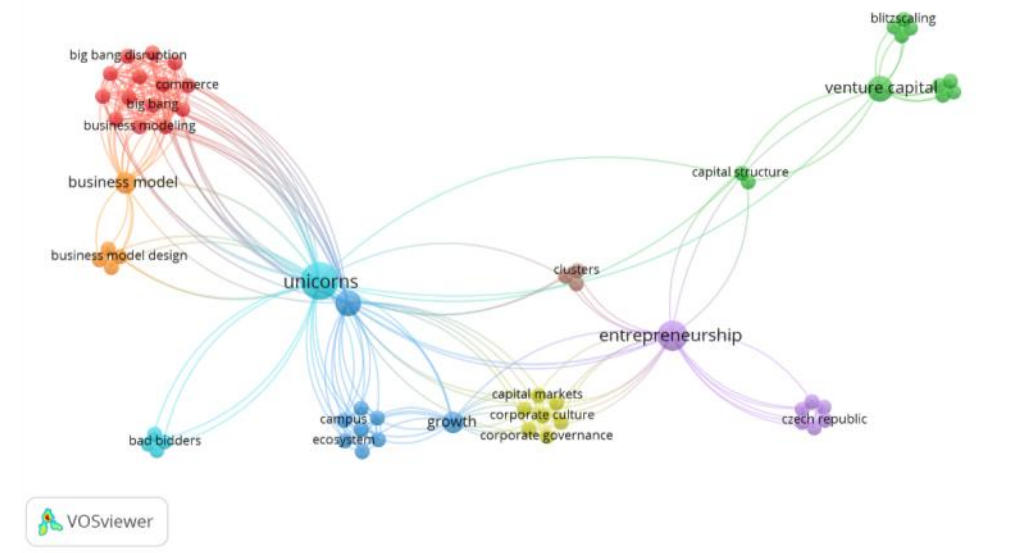 blitzscaling
big bang disruption
commerce
venture capital
big bang
business modeling
capital structure
business model
business model design
clusters
unicorns
entrepreneurship
capital markets
campus
corporate culture
czech republic
growth
ecosystem
corporate governance
bad bidders
VOSviewer